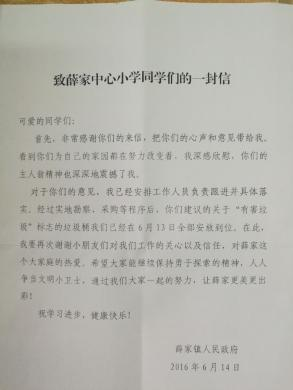 致薛家中心小学同学们的一封信
可爱的同学们：
首先，非常感谢你们的来信，把你们的心声和意见带给我。
看到你们为自己的家园都在努力改变着，我深感欣慰，你们的
主人翁精神也深深地震撼了我。
对于你们的意见，我已经安排工作人员负责跟进并具体落
实。经过实地勘察、采购等程序后，你们建议的关于“有害垃
圾”标志的垃圾桶我们已经在6月13日全部安放到位。在此，
我要再次谢谢小朋友们对我们工作的关心以及信任，对薛家这
个大家庭的热爱。希望大家能继续保持勇于探索的精神，人人
争当文明小卫士，通过我们大家一起的努力，让薛家更美更出
彩！
祝学习进步，健康快乐！
薛家镇人民政府
2016年6月14日